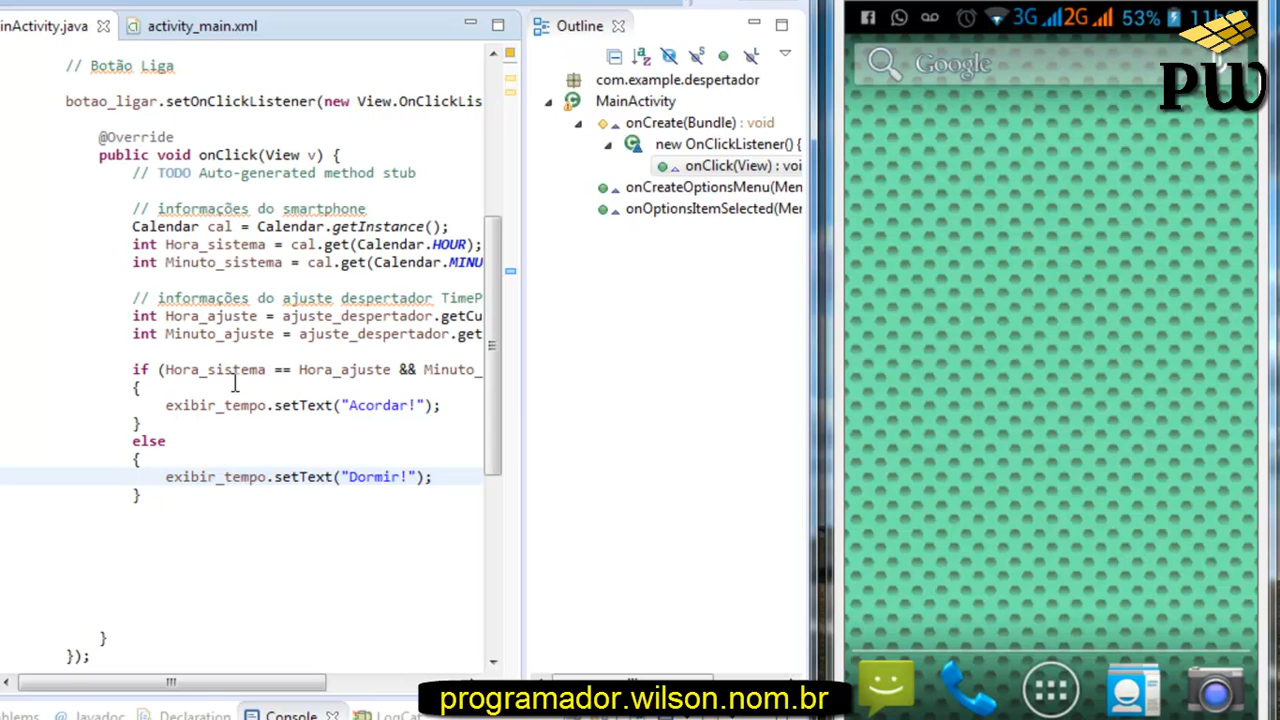 inActivity.java
activity_main.xml
// Botão Liga
botao_ligar.setOnClickListener(new View.OnClickLis
@Override
public void onClick(View v) {
// TODO Auto-generated method stub
// informações do smartphone
Calendar cal = Calendar.getInstance();
int Hora_sistema = cal.get(Calendar.HOUR);
int Minuto_sistema = cal.get(Calendar.MINU
// informações do ajuste despertador TimeP
int Hora_ajuste = ajuste_despertador.getCu
int Minuto_ajuste = ajuste_despertador.get
if (Hora_sistema == Hora_ajuste && Minuto_
{
exibir_tempo.setText("Acordar!");
}
else
{
exibir_tempo.setText("Dormir!");
}
}
});
oblems
Javadoc
Declaration
Console
LogCat
Outline
com.example.despertador
MainActivity
onCreate(Bundle) : void
new OnClickListener() {
onClick(View) : voi
onCreateOptionsMenu(Men
onOptionsItemSelected(Mer
3G
2G
53%
Google
PW
programador.wilson.nom.br